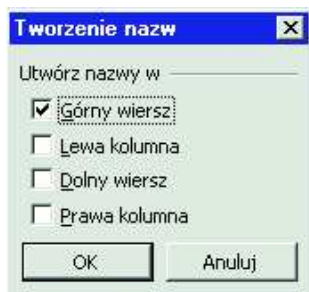 Tworzenie nazw
Utwórz nazwy w
Górny wiersz
Lewa kolumna
Dolny wiersz
Prawa kolumna
OK Anuluj